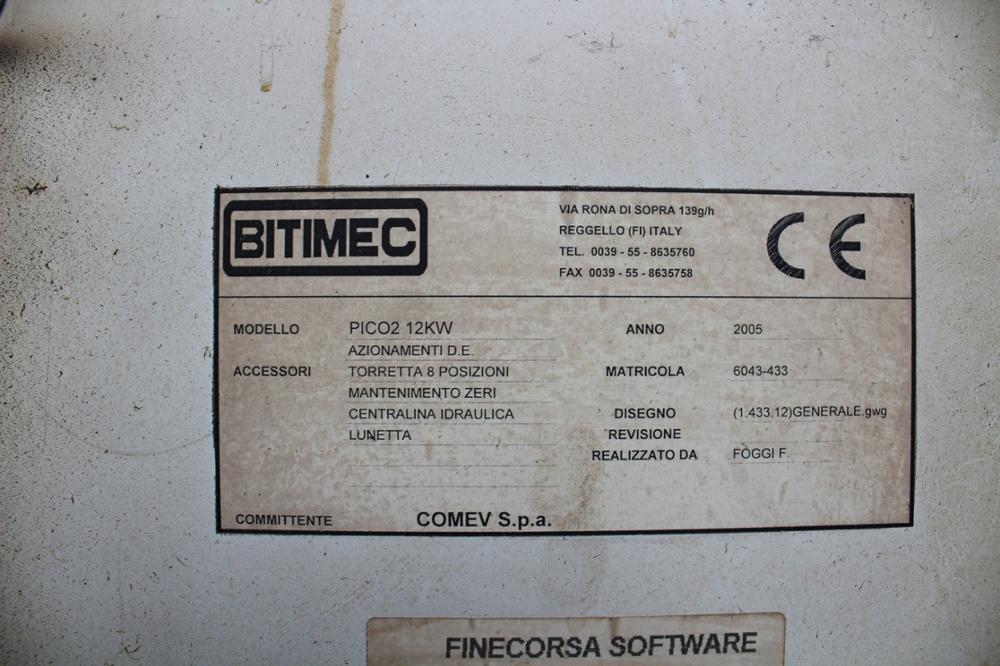 BITIMEC
VIA RONA DI SOPRA 139g/h
REGGELLO (FI) ITALY
TEL. 0039 - 55 - 8635760
FAX 0039 - 55 - 8635758
CE
MODELLO PICO2 12KW ANNO 2005
AZIONAMENTI D.E.
ACCESSORI TORRETTA 8 POSIZIONI MATRICOLA 6043-433
MANTENIMENTO ZERI
CENTRALINA IDRAULICA DISEGNO (1.433.12)GENERALE.gwg
LUNETTA REVISIONE
REALIZZATO DA FOGGI F.
COMMITTENTE COMEV S.p.a.
FINECORSA SOFTWARE